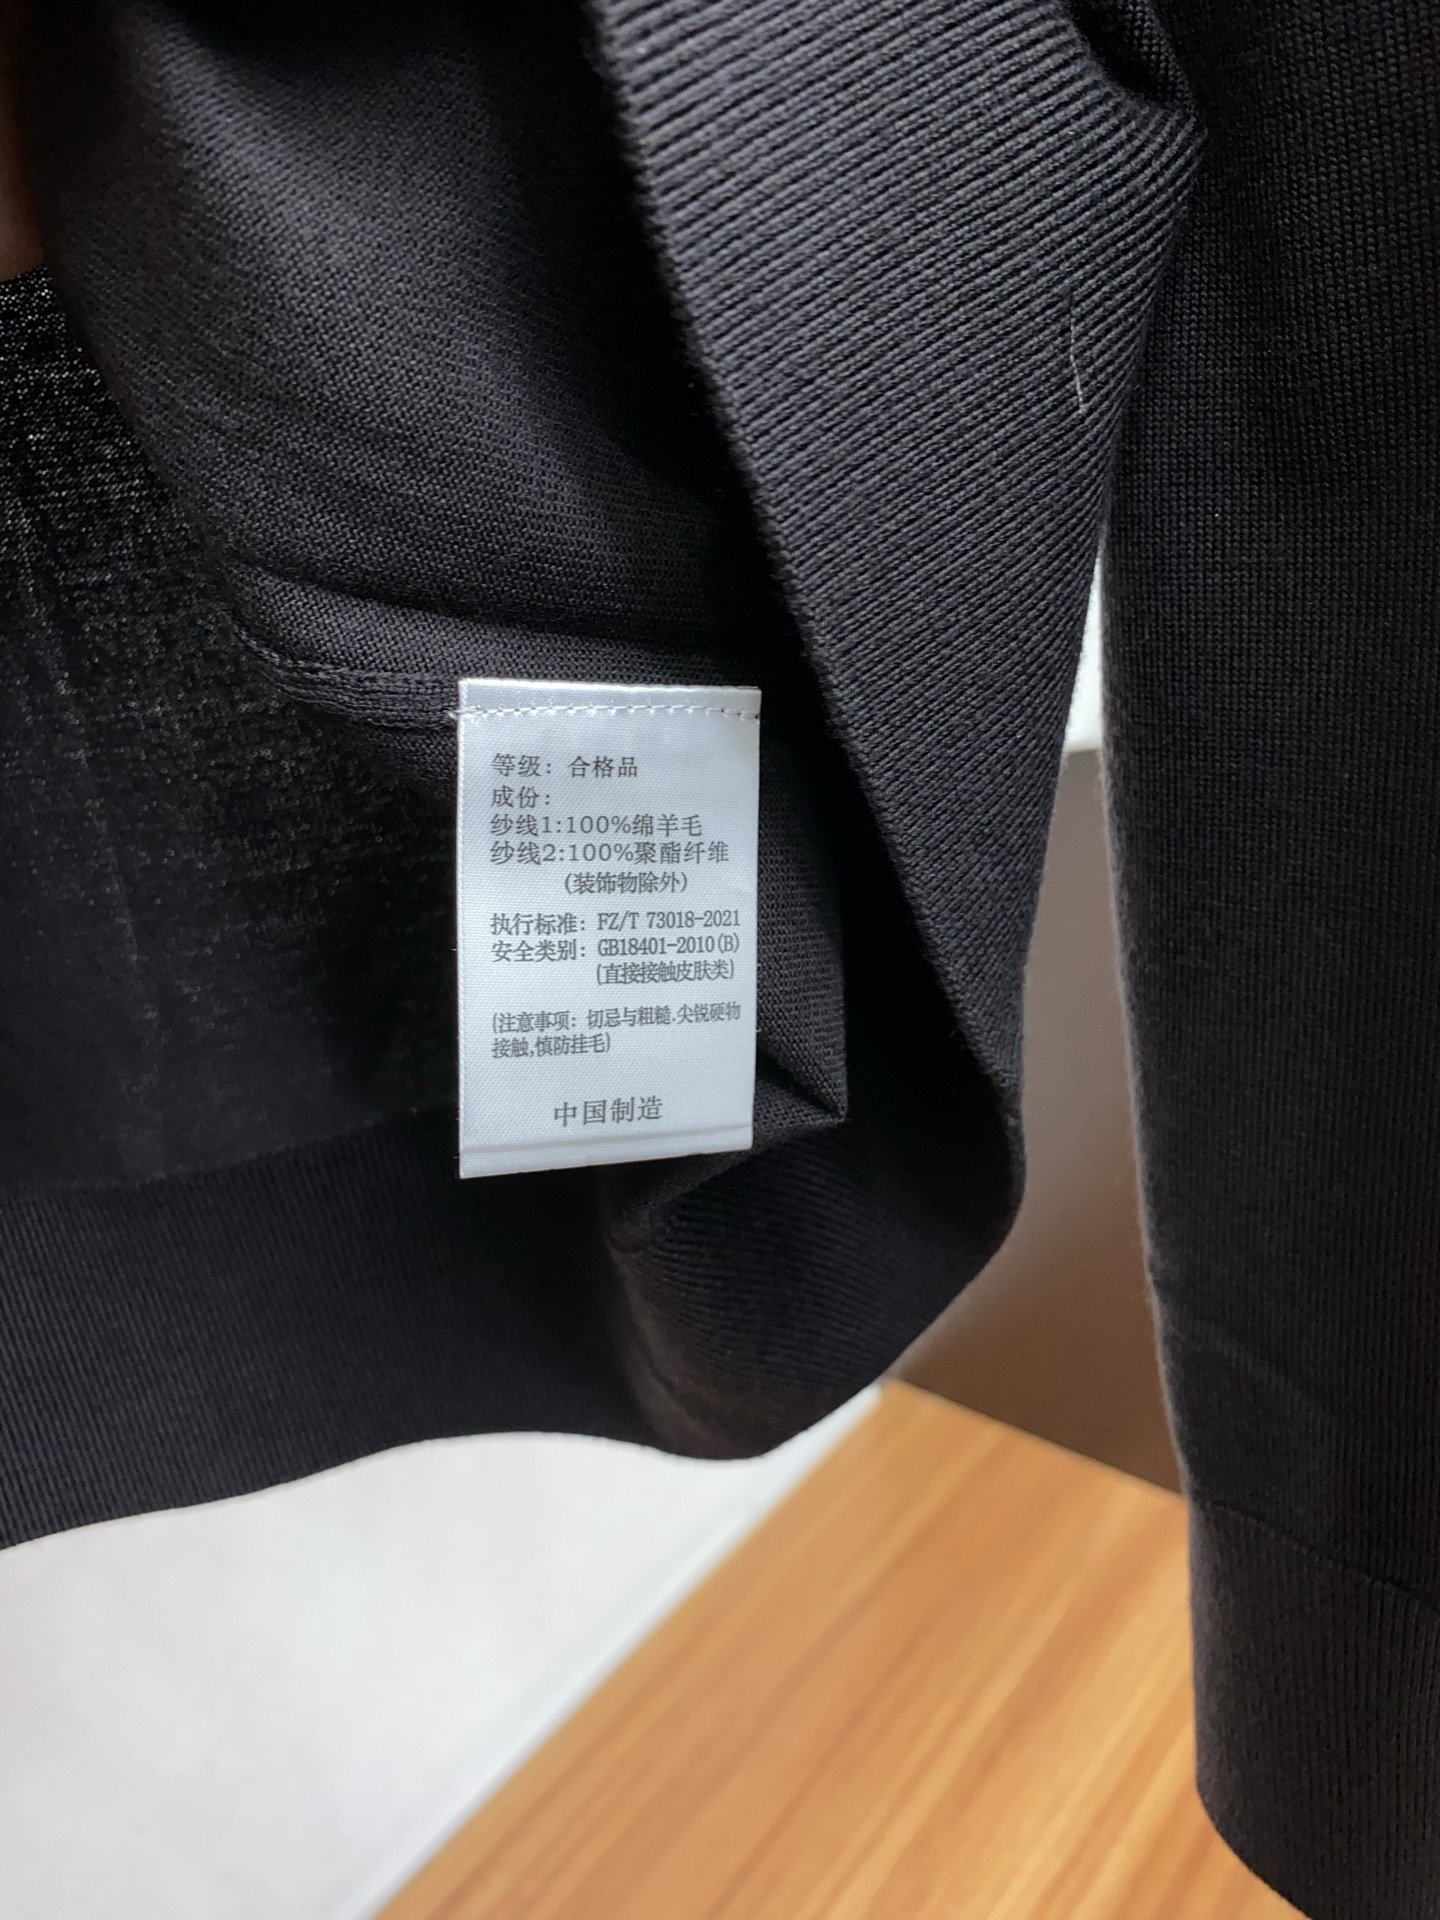 等级：合格品
成份：
纱线1:100%绵羊毛
纱线2:100%聚酯纤维
(装饰物除外)
执行标准：FZ/T 73018-2021
安全类别：GB18401-2010(B)
(直接接触皮肤类)
(注意事项：切忌与粗糙.尖锐硬物
接触,慎防挂毛)
中国制造